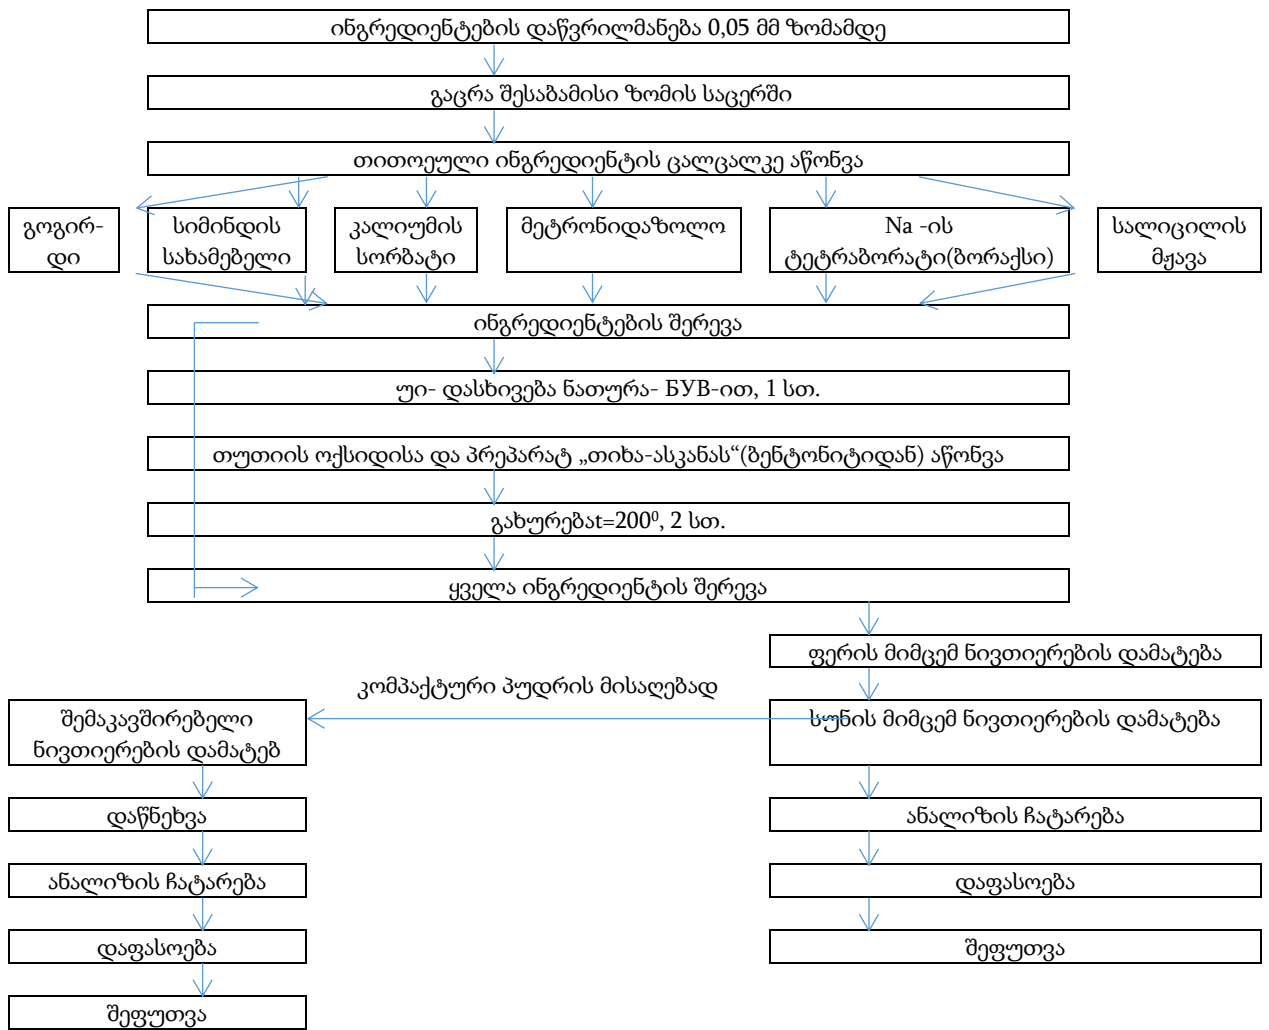 ინგრედიენტების დაწვრილმანება 0,05 მმ ზომამდე
გაცრა შესაბამისი ზომის საცერში
თითოეული ინგრედიენტის ცალცალკე აწონვა
გოგირ-
დი
სიმინდის
სახამებელი
კალიუმის
სორბატი
მეტრონიდაზოლო
Na -ის
ტეტრაბორატი(ბორაქსი)
სალიცილის
მჟავა
ინგრედიენტების შერევა
უი- დასხივება ნათურა- БУВ-ით, 1 სთ.
თუთიის ოქსიდისა და პრეპარატ „თიხა-ასკანას“(ბენტონიტიდან) აწონვა
გახურებაt=200⁰, 2 სთ.
ყველა ინგრედიენტის შერევა
ფერის მიმცემ ნივთიერების დამატება
კომპაქტური პუდრის მისაღებად
შემაკავშირებელი
ნივთიერების დამატებ
სუნის მიმცემ ნივთიერების დამატება
დაწნეხვა
ანალიზის ჩატარება
ანალიზის ჩატარება
დაფასოება
დაფასოება
შეფუთვა
შეფუთვა